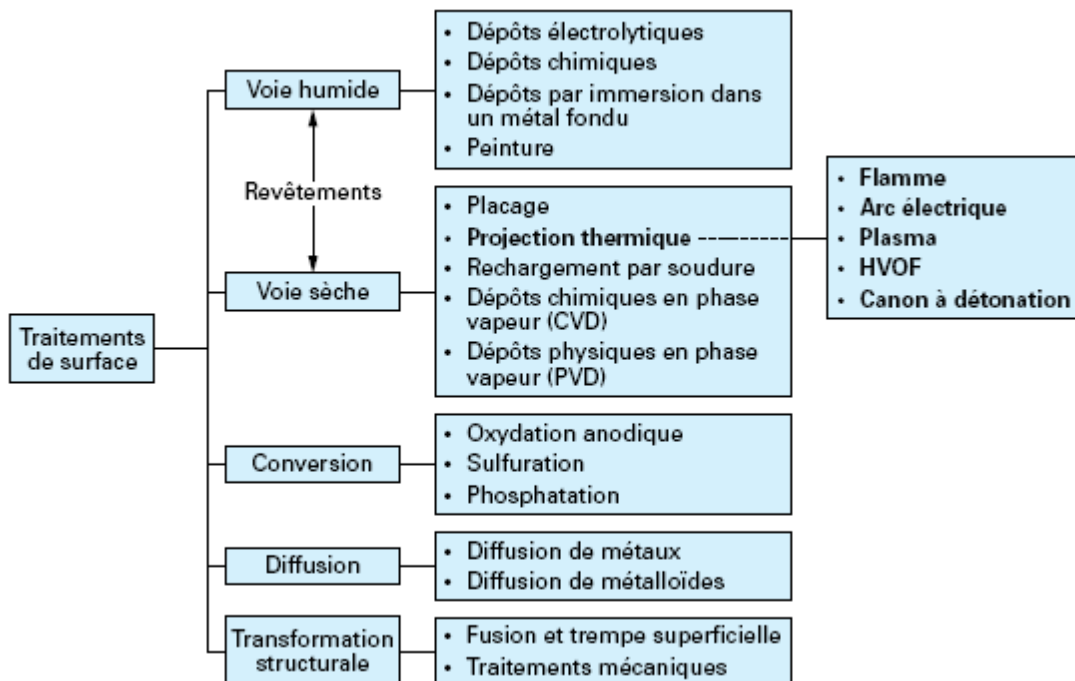 Traitements
de surface
Voie humide
Revêtements
Voie sèche
Conversion
Diffusion
Transformation
structurale
• Dépôts électrolytiques
• Dépôts chimiques
• Dépôts par immersion dans
un métal fondu
• Peinture
• Placage
• Projection thermique
• Rechargement par soudure
• Dépôts chimiques en phase
vapeur (CVD)
• Dépôts physiques en phase
vapeur (PVD)
• Oxydation anodique
• Sulfuration
• Phosphatation
• Diffusion de métaux
• Diffusion de métalloïdes
• Fusion et trempe superficielle
• Traitements mécaniques
• Flamme
• Arc électrique
• Plasma
• HVOF
• Canon à détonation